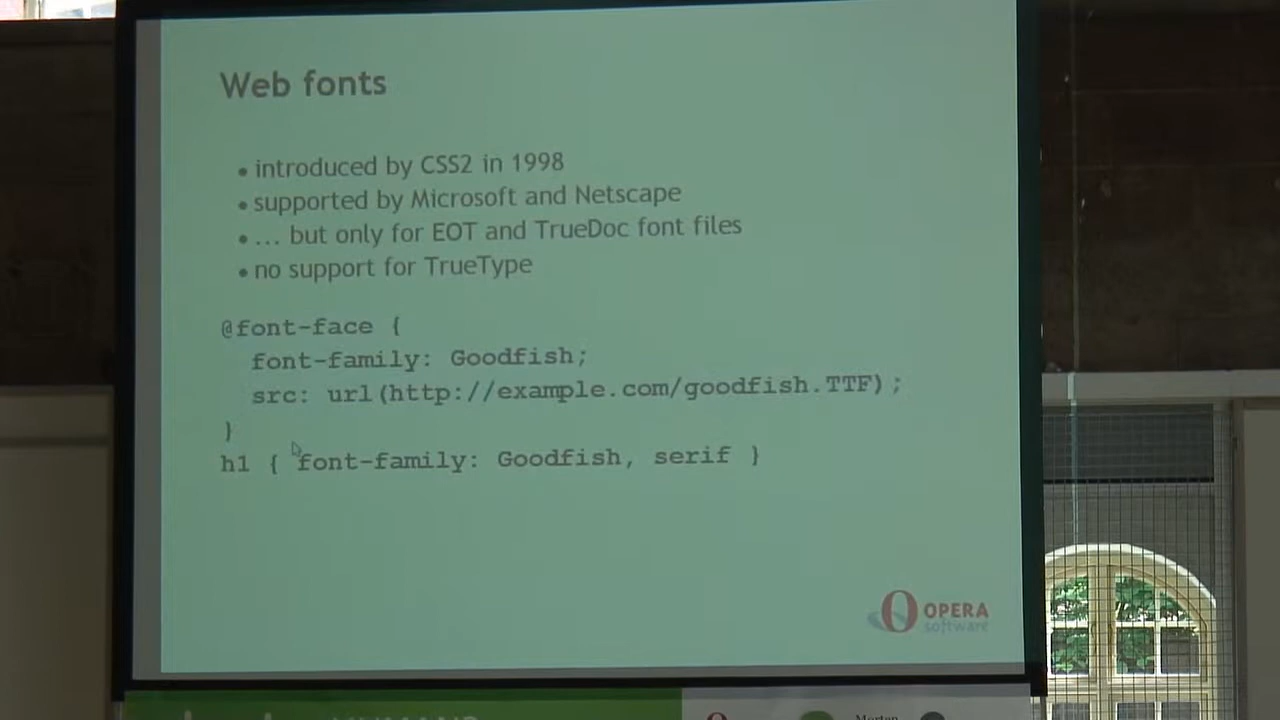 Web fonts
• introduced by CSS2 in 1998
• supported by Microsoft and Netscape
• ... but only for EOT and TrueDoc font files
• no support for TrueType
@font-face {
font-family: Goodfish;
src: url(http://example.com/goodfish.TTF);
}
h1 { font-family: Goodfish, serif }
OPERA
software